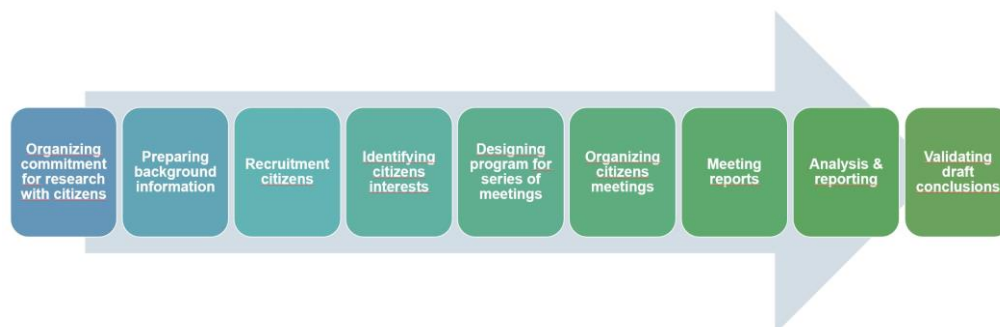 Organizing
commitment
for research
with citizens
Preparing
background
information
Recruitment
citizens
Identifying
citizens
interests
Designing
program for
series of
meetings
Organizing
citizens
meetings
Meeting
reports
Analysis &
reporting
Validating
draft
conclusions